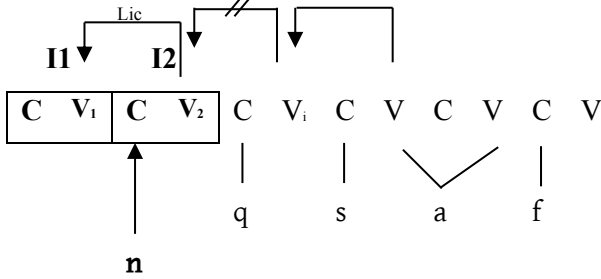 Lic
I1 I2
C V₁ C V₂ C Vᵢ C V C V C V
q s a f
n